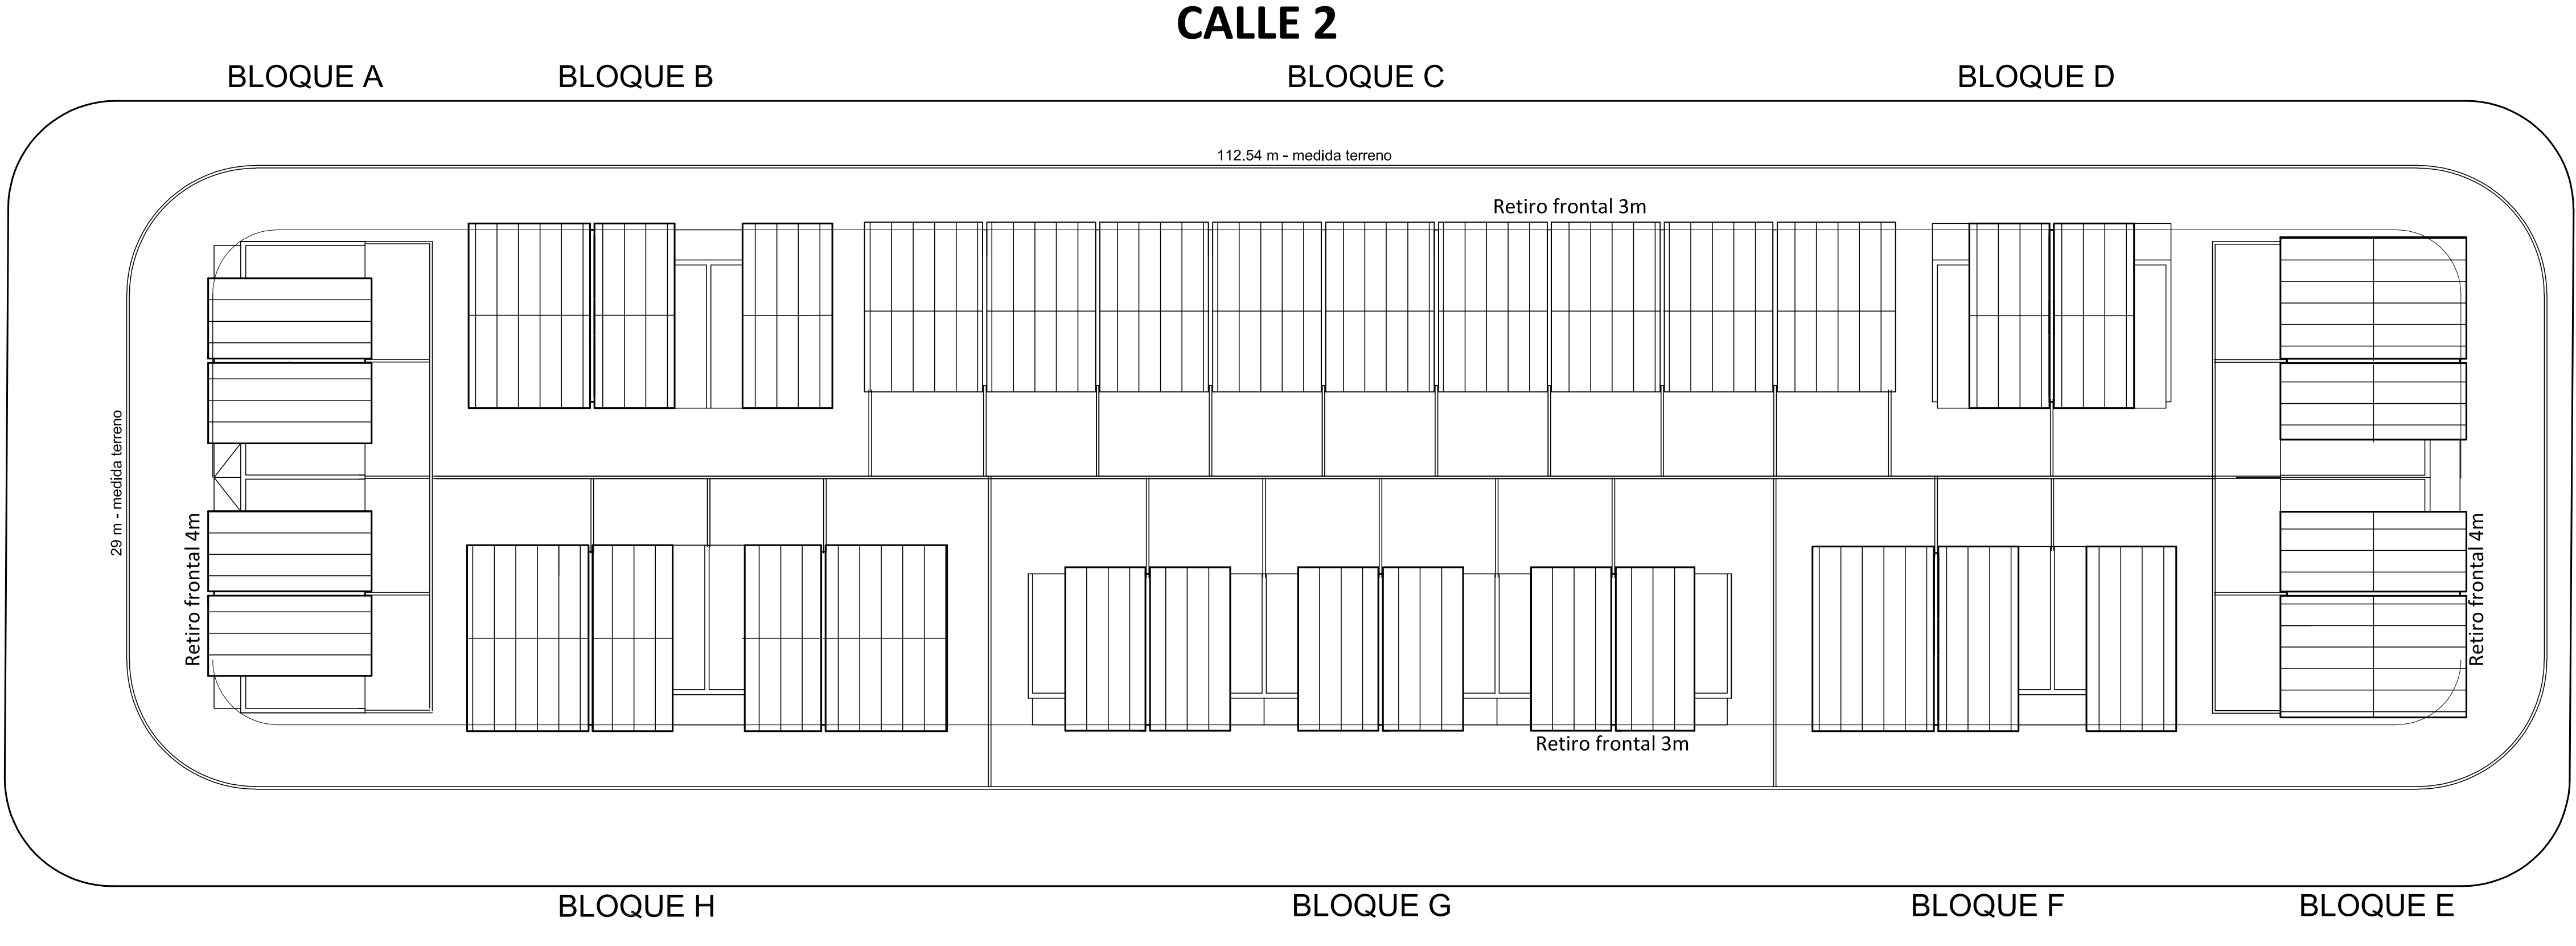 CALLE 2
BLOQUE A
BLOQUE B
BLOQUE C
BLOQUE D
112.54 m - medida terreno
Retiro frontal 3m
29 m - medida terreno
Retiro frontal 4m
Retiro frontal 4m
Retiro frontal 3m
BLOQUE H
BLOQUE G
BLOQUE F
BLOQUE E